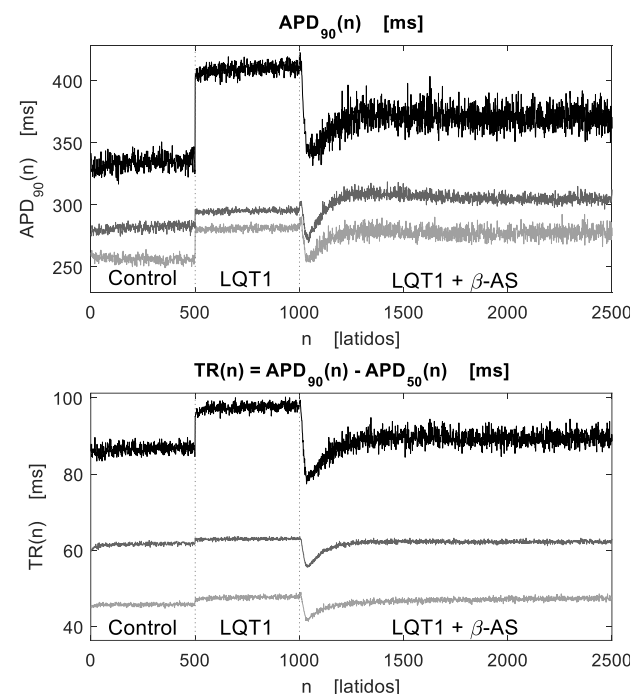 APD90(n) [ms]
400
350
300
250
APD90(n) [ms]
Control LQT1 LQT1 + β-AS
0 500 1000 1500 2000 2500
n [latidos]
TR(n) = APD90(n) - APD50(n) [ms]
100
80
60
40
TR(n) [ms]
Control LQT1 LQT1 + β-AS
0 500 1000 1500 2000 2500
n [latidos]